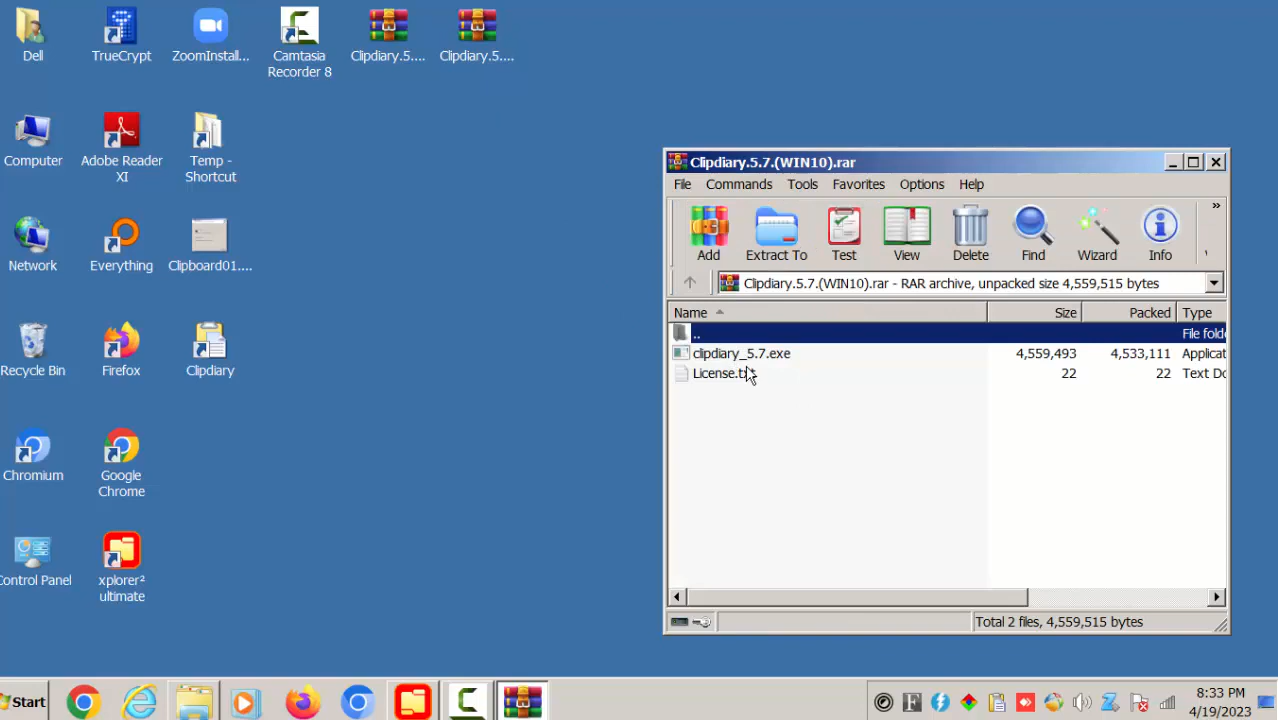 Dell
TrueCrypt
ZoomInstall...
Camtasia
Recorder 8
Clipdiary.5....
Clipdiary.5....
Computer
Adobe Reader
XI
Temp -
Shortcut
Network
Everything
Clipboard01....
Recycle Bin
Firefox
Clipdiary
Chromium
Google
Chrome
Control Panel
xplorer²
ultimate
Clipdiary.5.7.(WIN10).rar
File Commands Tools Favorites Options Help
Add Extract To Test View Delete Find Wizard Info
Clipdiary.5.7.(WIN10).rar - RAR archive, unpacked size 4,559,515 bytes
Name Size Packed Type
.. File folde
clipdiary_5.7.exe 4,559,493 4,533,111 Applicat
License.txt 22 22 Text Do
Total 2 files, 4,559,515 bytes
Start
8:33 PM
4/19/2023